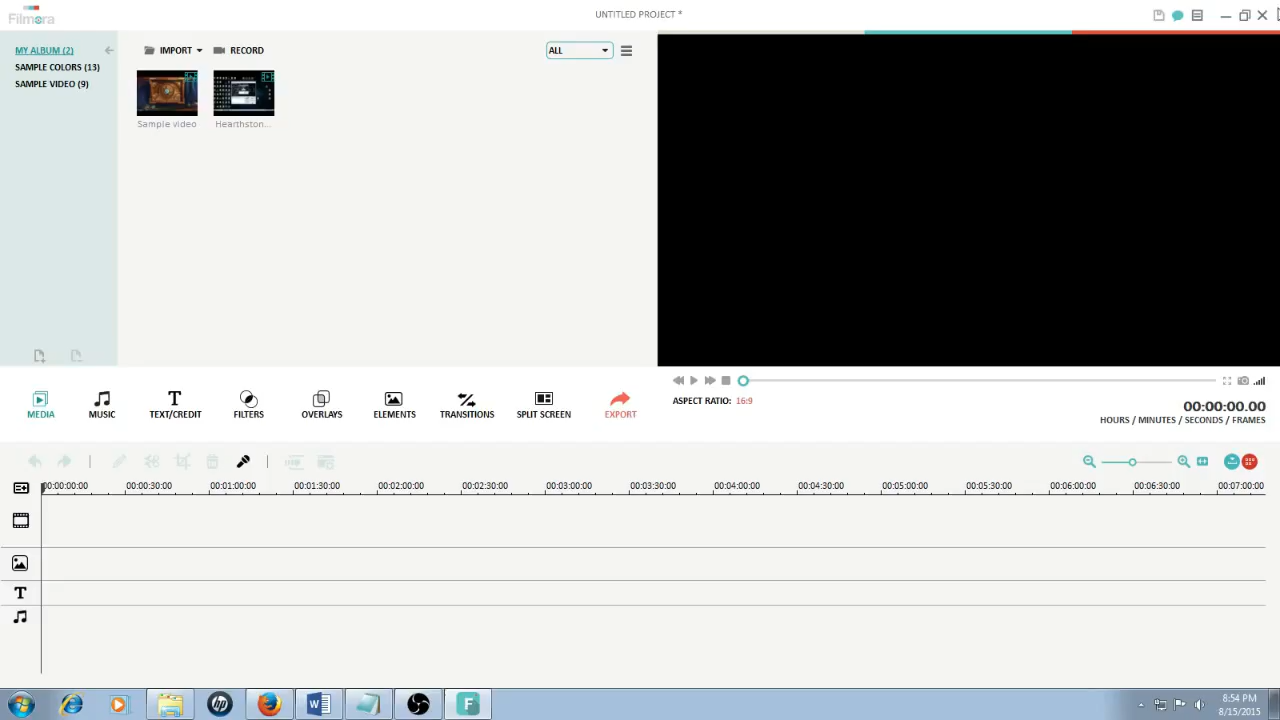 Filmora
UNTITLED PROJECT *
MY ALBUM (2)
SAMPLE COLORS (13)
SAMPLE VIDEO (9)
IMPORT
RECORD
ALL
Sample video
Hearthston...
MEDIA
MUSIC
TEXT/CREDIT
FILTERS
OVERLAYS
ELEMENTS
TRANSITIONS
SPLIT SCREEN
EXPORT
ASPECT RATIO: 16:9
00:00:00.00
HOURS / MINUTES / SECONDS / FRAMES
00:00:00:00 00:00:30:00 00:01:00:00 00:01:30:00 00:02:00:00 00:02:30:00 00:03:00:00 00:03:30:00 00:04:00:00 00:04:30:00 00:05:00:00 00:05:30:00 00:06:00:00 00:06:30:00 00:07:00:00
T
8:54 PM
8/15/2015